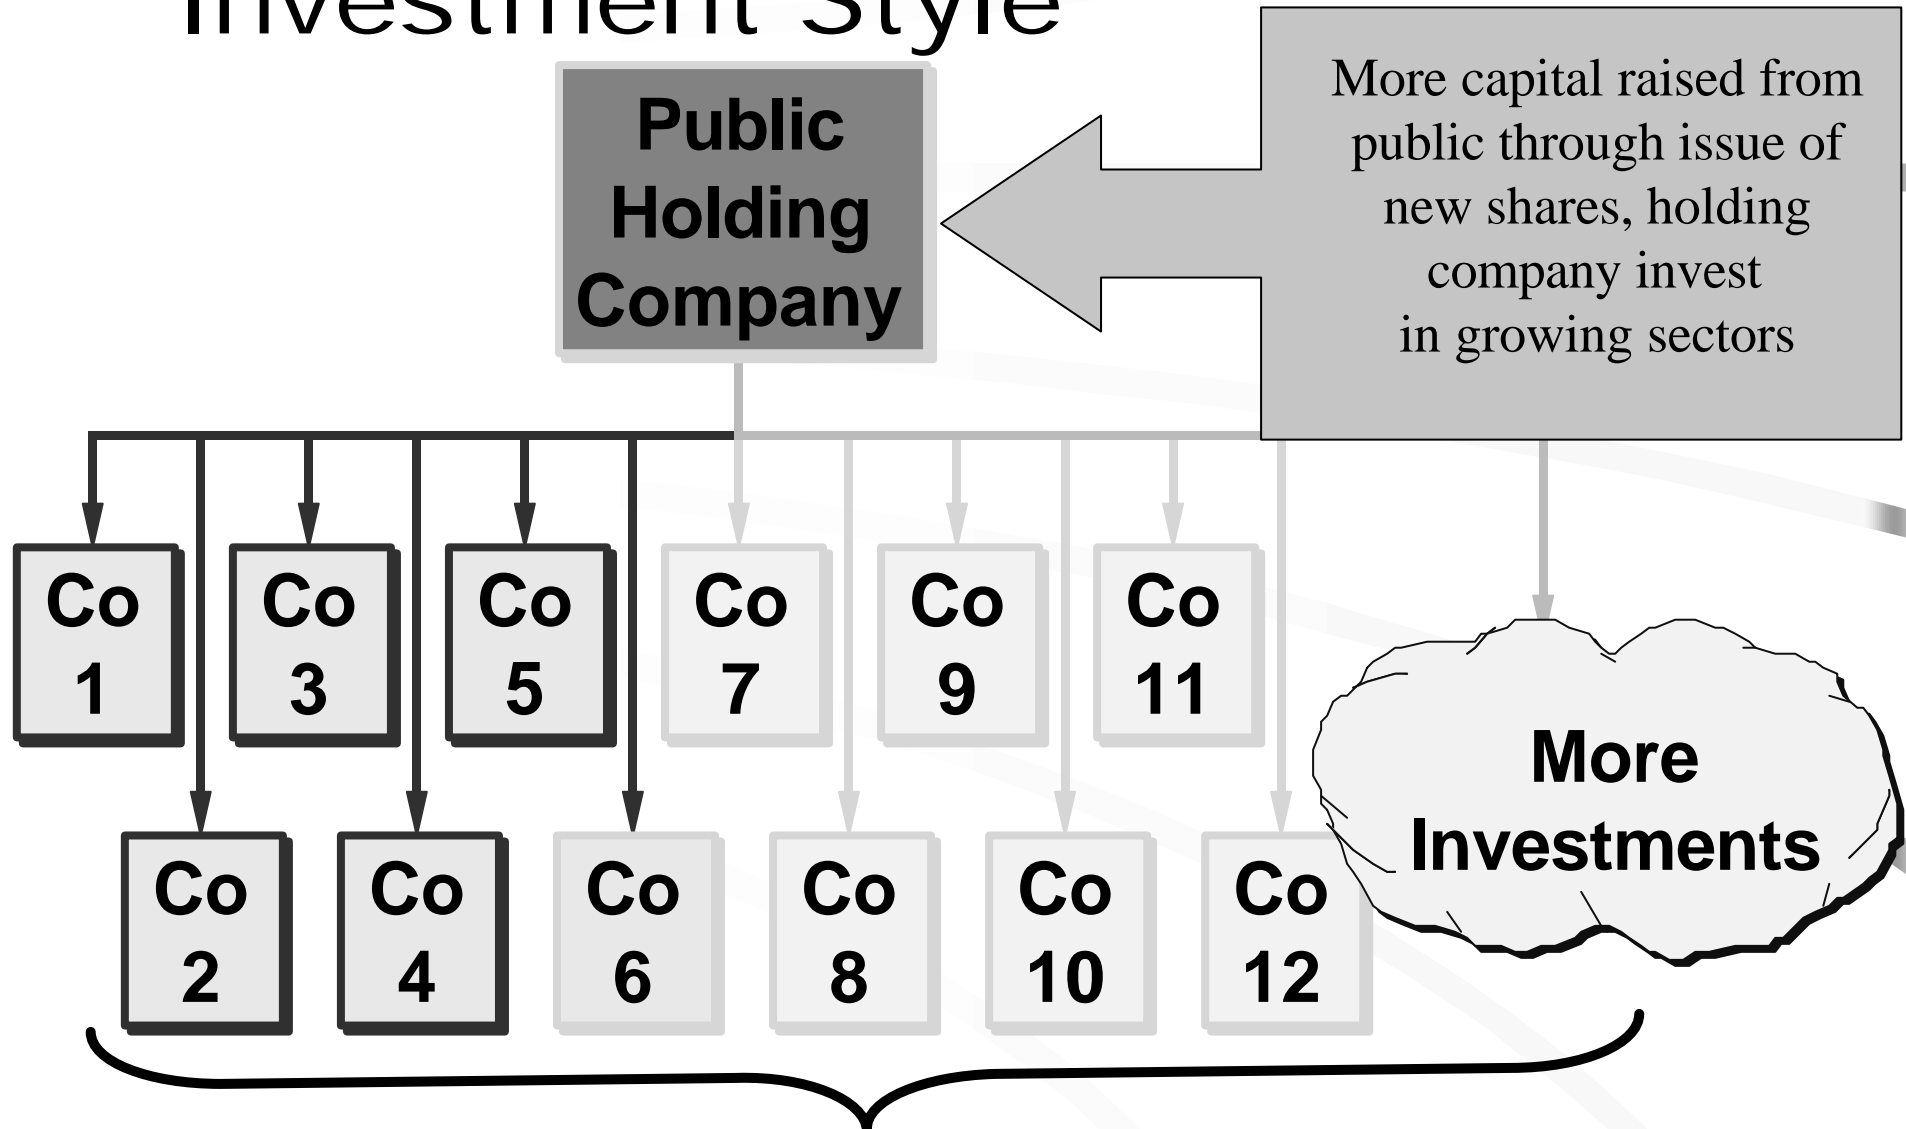 Investment Style
Public
Holding
Company
More capital raised from
public through issue of
new shares, holding
company invest
in growing sectors
Co
1
Co
3
Co
5
Co
7
Co
9
Co
11
Co
2
Co
4
Co
6
Co
8
Co
10
Co
12
More
Investments